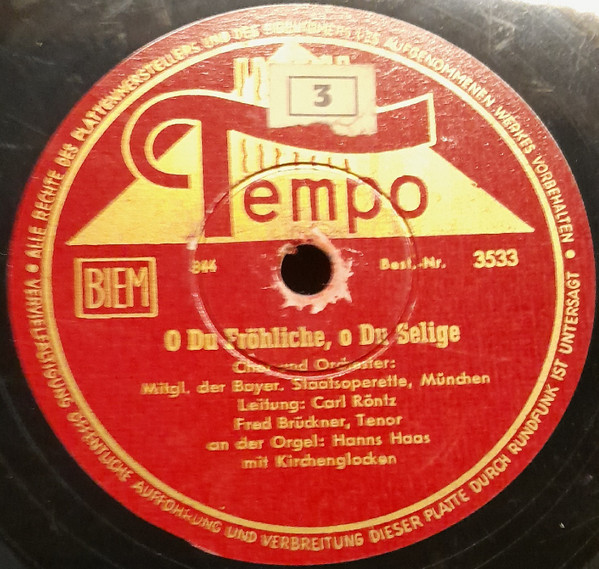 • ALLE RECHTE DES PLATTENHERSTELLERS UND DES EIGENTÜMERS DES AUFGENOMMENEN WERKES VORBEHALTEN •
3
Tempo
BIEM
844
Best.-Nr. 3533
O Du Fröhliche, o Du Selige
Chor und Orchester:
Mitgl. der Bayer. Staatsoperette, München
Leitung: Carl Röntz
Fred Brückner, Tenor
an der Orgel: Hanns Haas
mit Kirchenglocken
VERVIELFÄLTIGUNG ÖFFENTLICHE AUFFÜHRUNG UND VERBREITUNG DIESER PLATTE DURCH RUNDFUNK IST UNTERSAGT